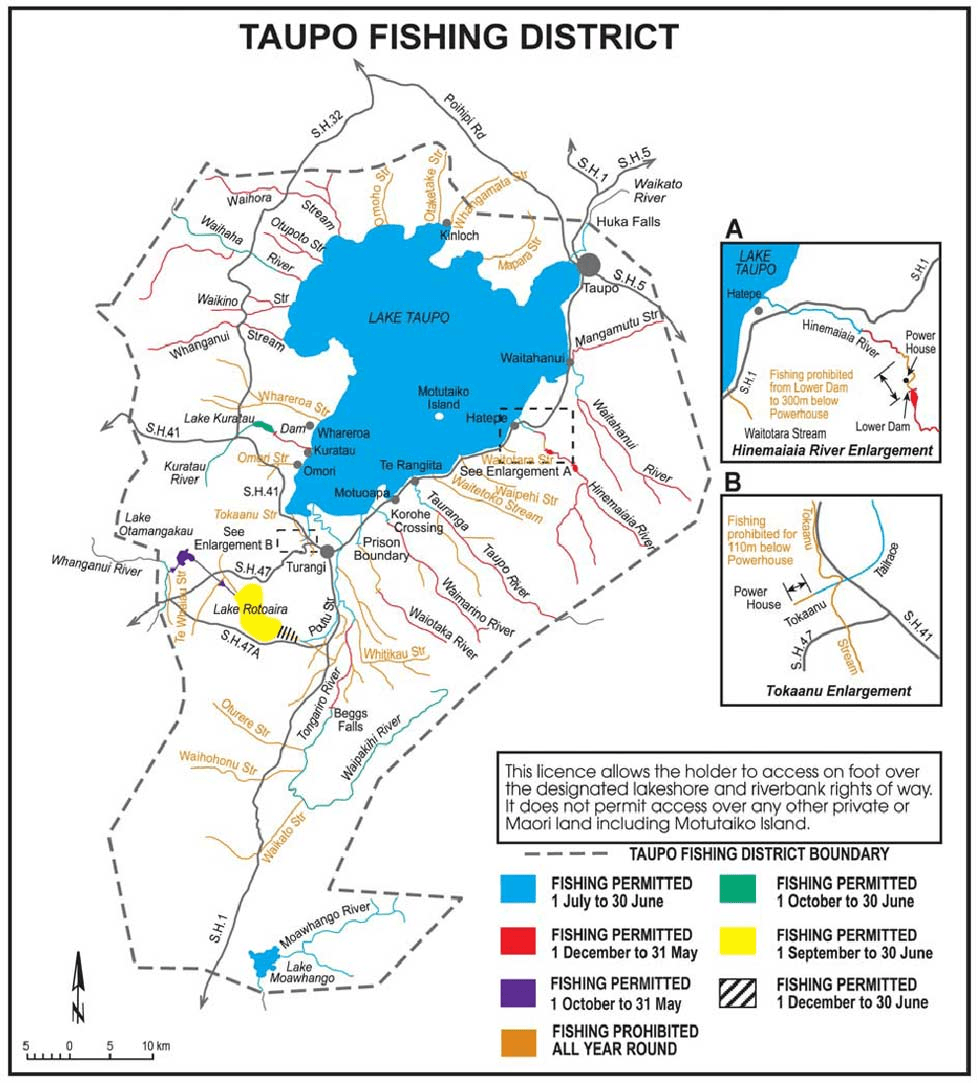 TAUPO FISHING DISTRICT
S.H.32
Poihipi Rd
S.H.1
S.H.5
Waikato
River
Huka Falls
Omoho Str
Otaketake Str
Whangamata Str
Kinloch
Mapara Str
Taupo
S.H.5
Waihora
Stream
Otupoto Str
Waihaha
River
Waikino
Str
Whanganui
Stream
LAKE TAUPO
Mangamutu Str
Waitahanui
Motutaiko
Island
Whareroa Str
Lake Kuratau
Dam
Whareroa
Kuratau
S.H.41
Omori Str
Omori
Kuratau
River
S.H.41
Hatepe
Waitahanui
River
Te Rangiita
Waitotara Str
See Enlargement A
Waipehi Str
Waitetoko Stream
Hinemaiaia River
Motuoapa
Tauranga
Taupo River
Korohe
Crossing
Prison
Boundary
Tokaanu Str
Lake
Otamangakau
See
Enlargement B
Turangi
Whanganui River
S.H.47
Te Whaiau Str
Lake Rotoaira
Poutu Str
S.H.47A
Waimarino River
Waiotaka River
Whitikau Str
Tongariro River
Beggs
Falls
Waipakihi River
Oturere Str
Waihohonu Str
Waikato Str
S.H.1
Moawhango River
Lake
Moawhango
N
5 0 5 10 km
A
LAKE
TAUPO
Hatepe
S.H.1
Hinemaiaia River
Power
House
S.H.1
Fishing prohibited
from Lower Dam
to 300m below
Powerhouse
Waitotara Stream
Lower Dam
Hinemaiaia River Enlargement
B
Fishing
prohibited for
110m below
Powerhouse
Tokaanu
Tailrace
Power
House
Tokaanu
S.H.47
Stream
S.H.41
Tokaanu Enlargement
This licence allows the holder to access on foot over
the designated lakeshore and riverbank rights of way.
It does not permit access over any other private or
Maori land including Motutaiko Island.
TAUPO FISHING DISTRICT BOUNDARY
FISHING PERMITTED
1 July to 30 June
FISHING PERMITTED
1 October to 30 June
FISHING PERMITTED
1 December to 31 May
FISHING PERMITTED
1 September to 30 June
FISHING PERMITTED
1 October to 31 May
FISHING PERMITTED
1 December to 30 June
FISHING PROHIBITED
ALL YEAR ROUND